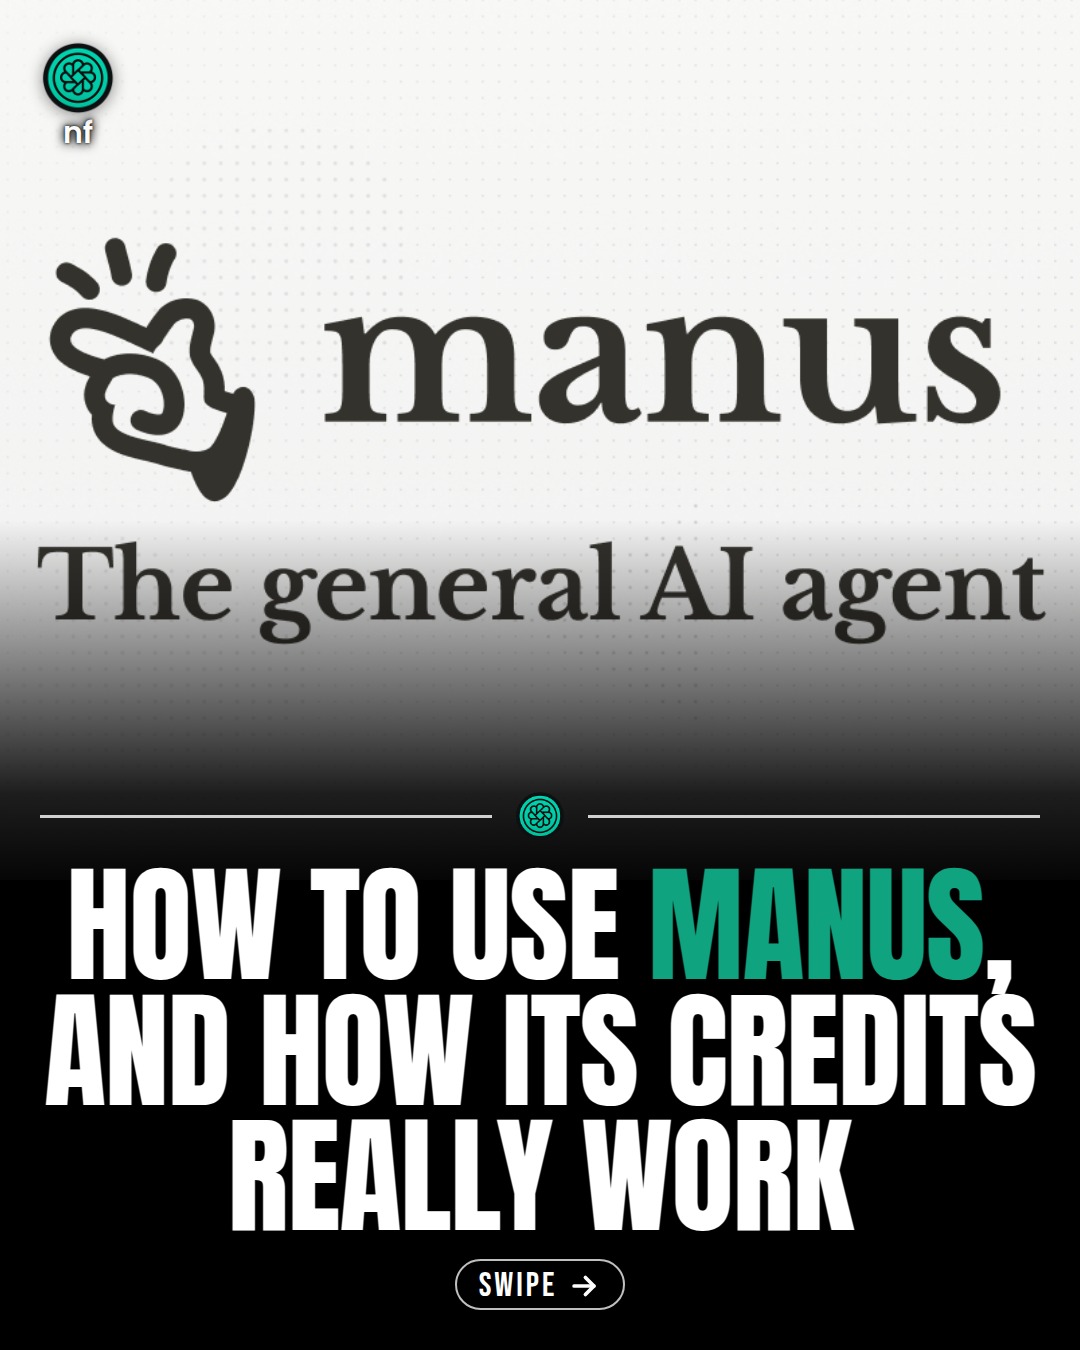 nf
manus
The general AI agent
HOW TO USE MANUS,
AND HOW ITS CREDITS
REALLY WORK
SWIPE →